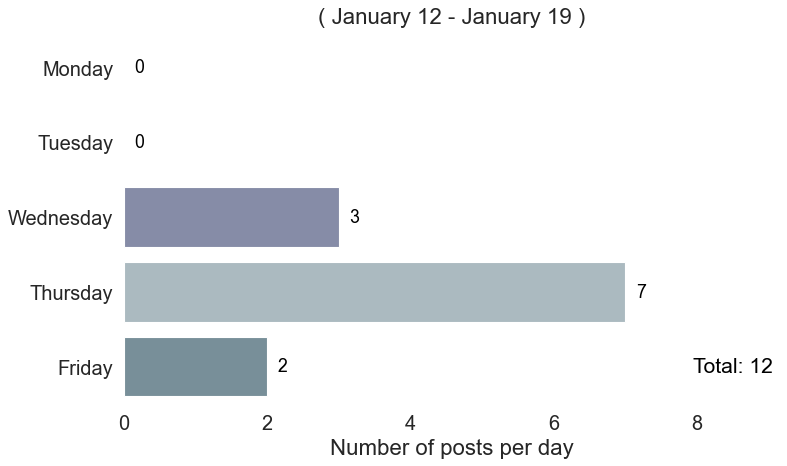 ( January 12 - January 19 )
Monday 0
Tuesday 0
Wednesday 3
Thursday 7
Friday 2 Total: 12
0 2 4 6 8
Number of posts per day